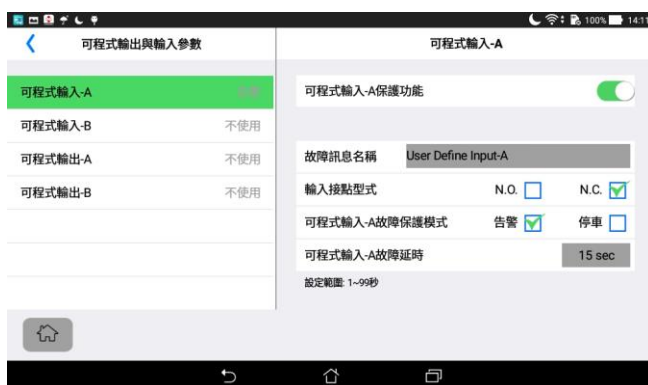 100% 14:11
可程式輸出與輸入參數
可程式輸入-A
可程式輸入-A
可程式輸入-B 不使用
可程式輸出-A 不使用
可程式輸出-B 不使用
可程式輸入-A保護功能
故障訊息名稱 User Define Input-A
輸入接點型式 N.O. N.C.
可程式輸入-A故障保護模式 告警 停車
可程式輸入-A故障延時 15 sec
設定範圍: 1~99秒